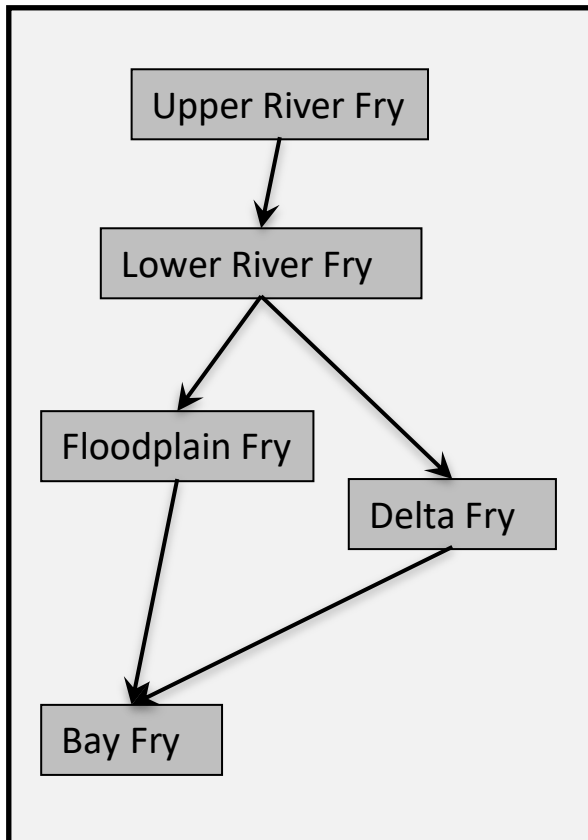 Upper River Fry
Lower River Fry
Floodplain Fry
Delta Fry
Bay Fry